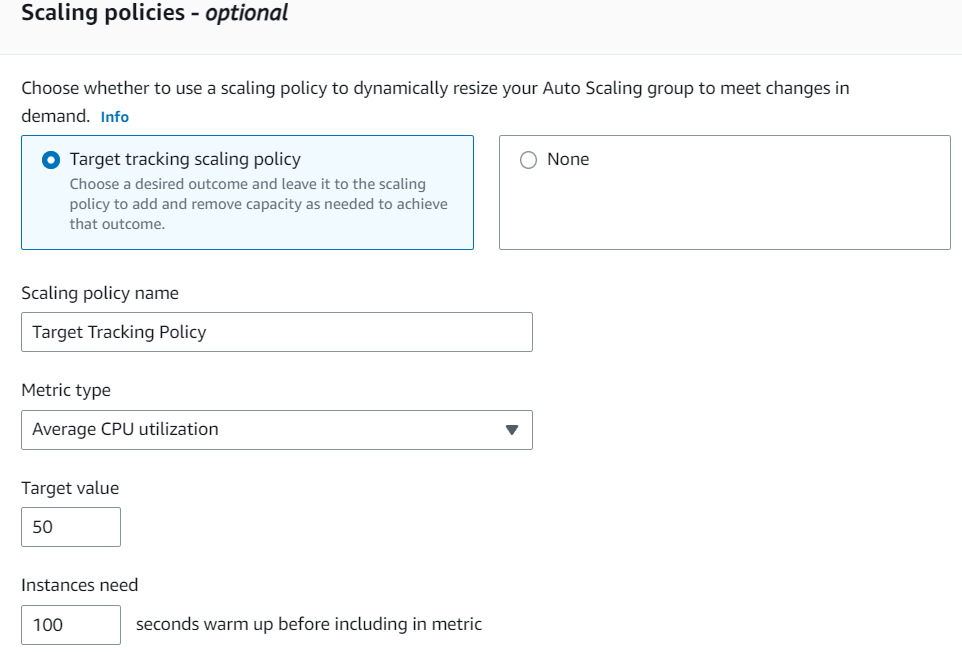 Scaling policies - optional
Choose whether to use a scaling policy to dynamically resize your Auto Scaling group to meet changes in
demand. Info
Target tracking scaling policy
Choose a desired outcome and leave it to the scaling
policy to add and remove capacity as needed to achieve
that outcome.
None
Scaling policy name
Target Tracking Policy
Metric type
Average CPU utilization
Target value
50
Instances need
100 seconds warm up before including in metric